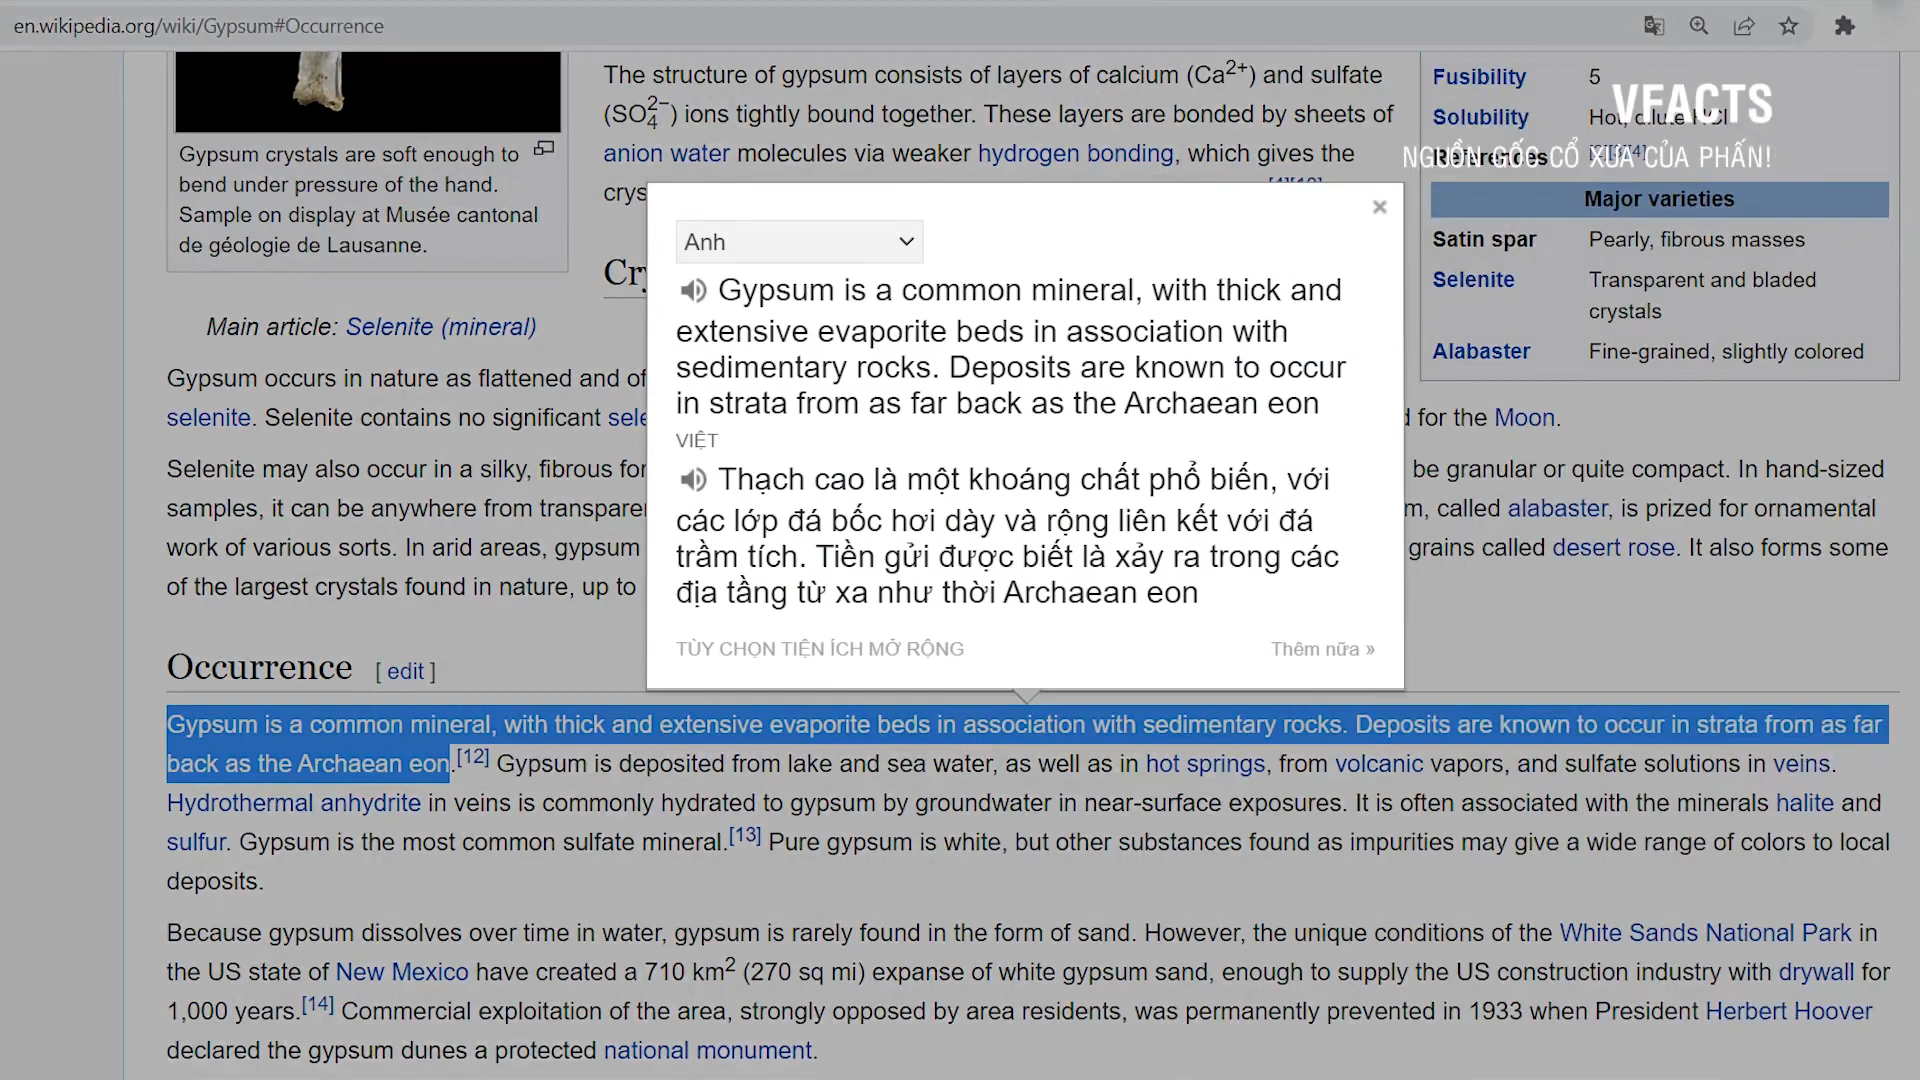 en.wikipedia.org/wiki/Gypsum#Occurrence
Gypsum crystals are soft enough to
bend under pressure of the hand.
Sample on display at Musée cantonal
de géologie de Lausanne.
The structure of gypsum consists of layers of calcium (Ca2+) and sulfate
(SO42−) ions tightly bound together. These layers are bonded by sheets of
anion water molecules via weaker hydrogen bonding, which gives the
Fusibility 5
Solubility Hot, dilute HCl
References
VFACTS
NGUỒN GỐC CỔ XƯA CỦA PHẤN!
Major varieties
Satin spar Pearly, fibrous masses
Selenite Transparent and bladed
crystals
Alabaster Fine-grained, slightly colored
Main article: Selenite (mineral)
Gypsum occurs in nature as flattened and
selenite. Selenite contains no significant
for the Moon.
Selenite may also occur in a silky, fibrous
be granular or quite compact. In hand-sized
samples, it can be anywhere from
called alabaster, is prized for ornamental
work of various sorts. In arid areas, gypsum
grains called desert rose. It also forms some
of the largest crystals found in nature, up to
Anh
Gypsum is a common mineral, with thick and
extensive evaporite beds in association with
sedimentary rocks. Deposits are known to occur
in strata from as far back as the Archaean eon
VIỆT
Thạch cao là một khoáng chất phổ biến, với
các lớp đá bốc hơi dày và rộng liên kết với đá
trầm tích. Tiền gửi được biết là xảy ra trong các
địa tầng từ xa như thời Archaean eon
TÙY CHỌN TIỆN ÍCH MỞ RỘNG Thêm nữa »
Occurrence [ edit ]
Gypsum is a common mineral, with thick and extensive evaporite beds in association with sedimentary rocks. Deposits are known to occur in strata from as far
back as the Archaean eon.[12] Gypsum is deposited from lake and sea water, as well as in hot springs, from volcanic vapors, and sulfate solutions in veins.
Hydrothermal anhydrite in veins is commonly hydrated to gypsum by groundwater in near-surface exposures. It is often associated with the minerals halite and
sulfur. Gypsum is the most common sulfate mineral.[13] Pure gypsum is white, but other substances found as impurities may give a wide range of colors to local
deposits.
Because gypsum dissolves over time in water, gypsum is rarely found in the form of sand. However, the unique conditions of the White Sands National Park in
the US state of New Mexico have created a 710 km2 (270 sq mi) expanse of white gypsum sand, enough to supply the US construction industry with drywall for
1,000 years.[14] Commercial exploitation of the area, strongly opposed by area residents, was permanently prevented in 1933 when President Herbert Hoover
declared the gypsum dunes a protected national monument.